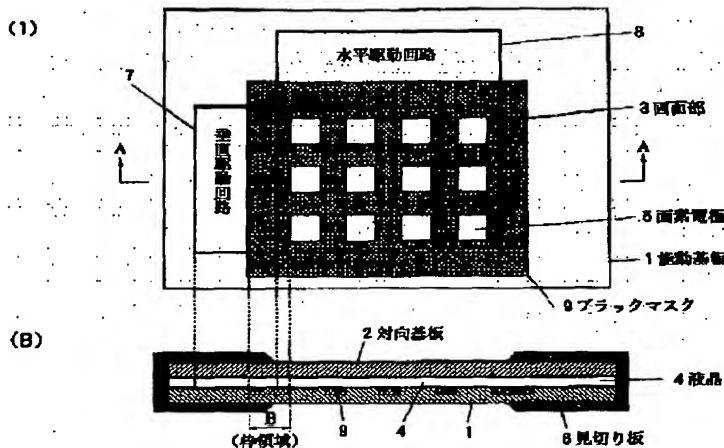 (1)
水平駆動回路
8
7
3 画面部
垂直駆動回路
A
A
5 画素電極
1 能動基板
9 ブラックマスク
(B)
2 対向基板
4 液晶
B
(枠領域)
9
4
1
6 見切り板